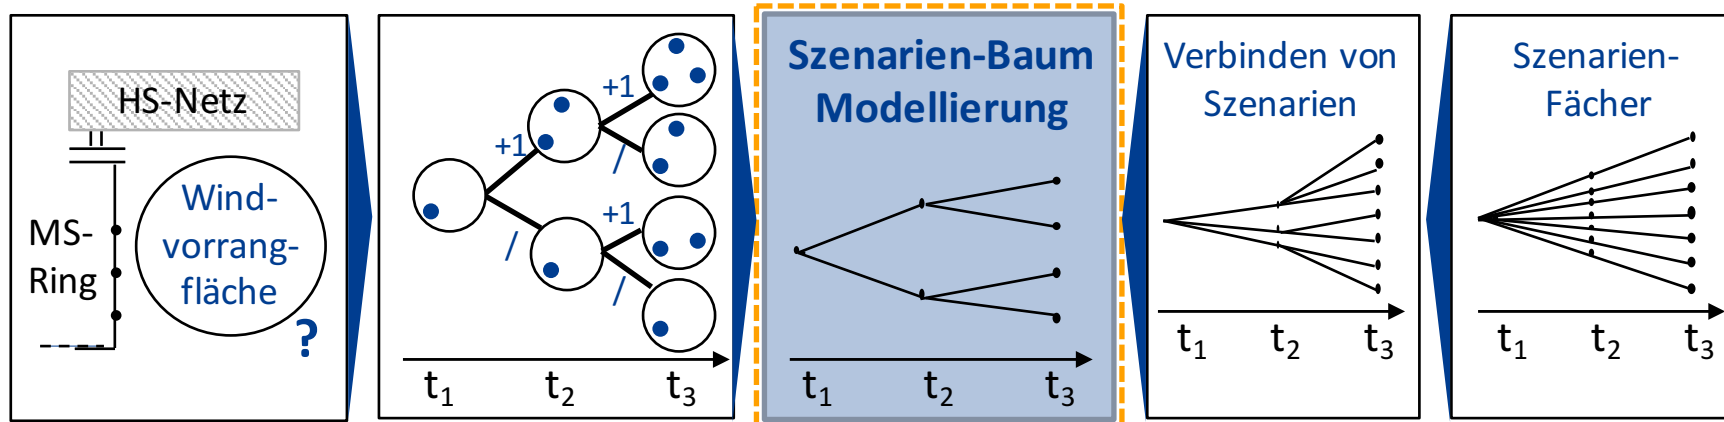 HS-Netz
MS-
Ring
Wind-
vorrang-
fläche
?
+1
+1
/
+1
/
/
t1 t2 t3
Szenarien-Baum
Modellierung
t1 t2 t3
Verbinden von
Szenarien
t1 t2 t3
Szenarien-
Fächer
t1 t2 t3